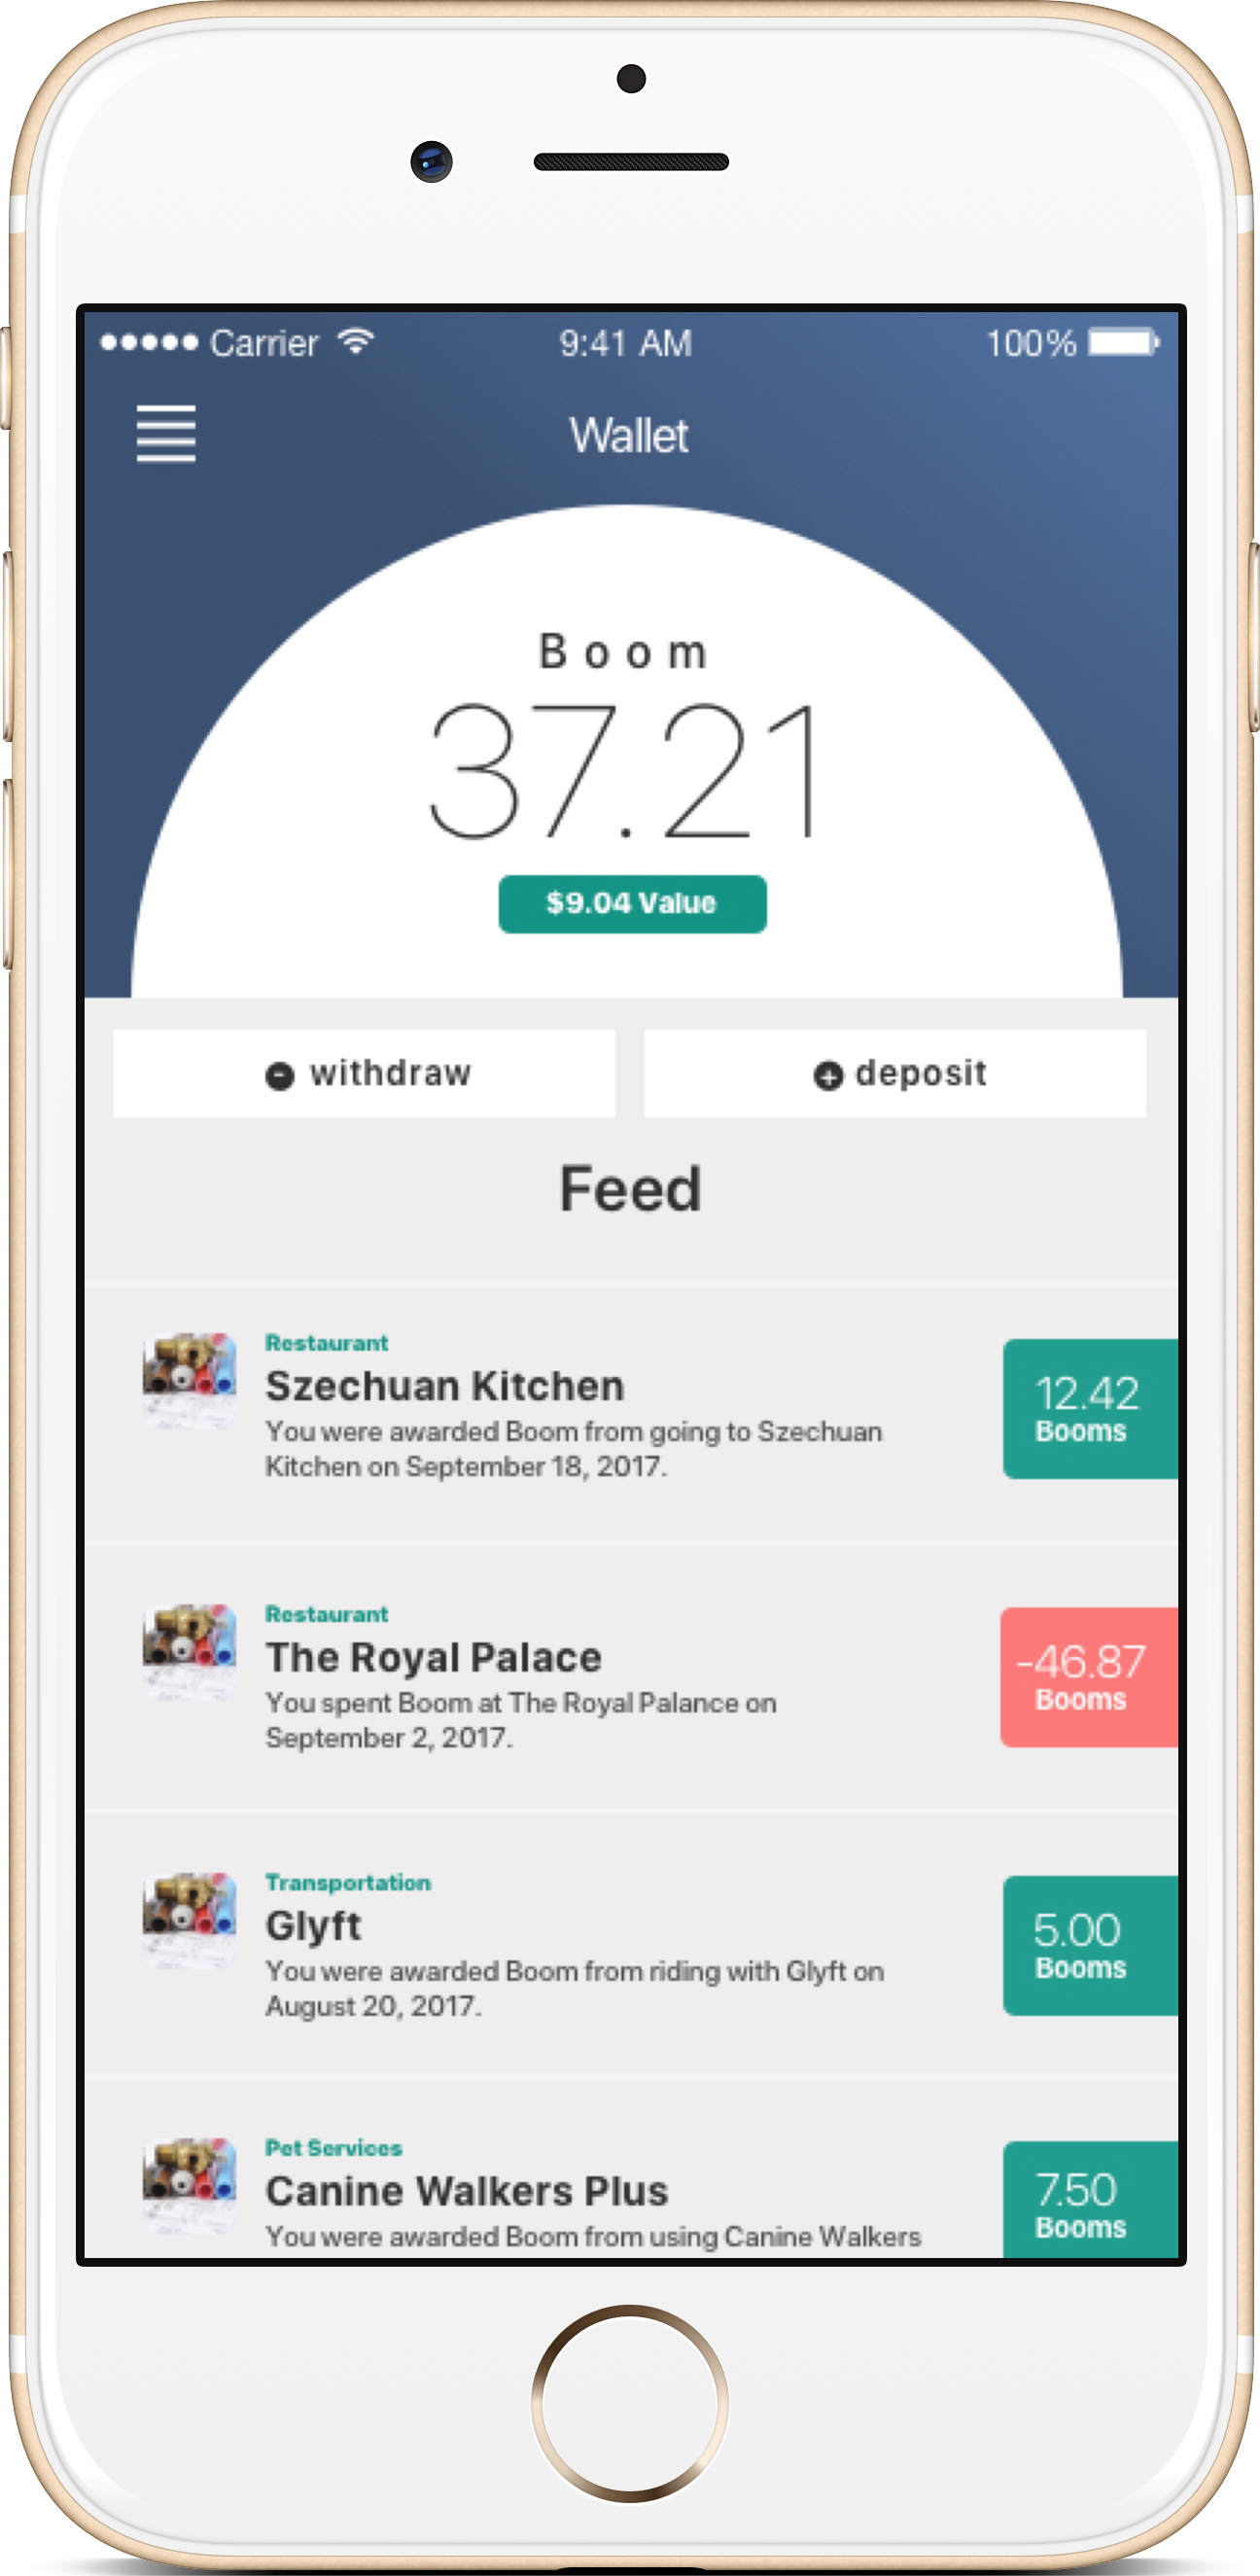 Carrier 9:41 AM 100%
Wallet
Boom
37.21
$9.04 Value
withdraw
deposit
Feed
Restaurant
Szechuan Kitchen
You were awarded Boom from going to Szechuan
Kitchen on September 18, 2017.
12.42
Booms
Restaurant
The Royal Palace
You spent Boom at The Royal Palance on
September 2, 2017.
-46.87
Booms
Transportation
Glyft
You were awarded Boom from riding with Glyft on
August 20, 2017.
5.00
Booms
Pet Services
Canine Walkers Plus
You were awarded Boom from using Canine Walkers
7.50
Booms